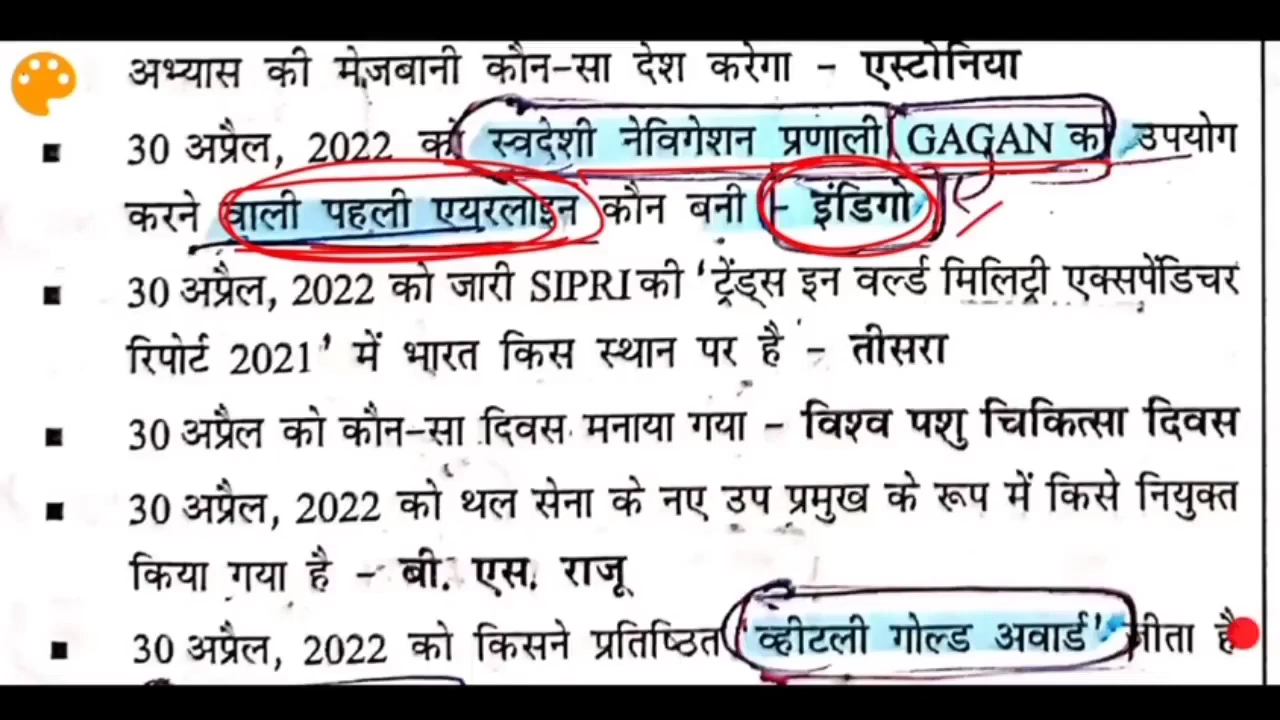 अभ्यास की मेजबानी कौन-सा देश करेगा – एस्टोनिया
▪ 30 अप्रैल, 2022 को स्वदेशी नेविगेशन प्रणाली GAGAN का उपयोग
करने वाली पहली एयरलाइन कौन बनी – इंडिगो
▪ 30 अप्रैल, 2022 को जारी SIPRI की ‘ट्रेंड्स इन वर्ल्ड मिलिट्री एक्सपेंडिचर
रिपोर्ट 2021’ में भारत किस स्थान पर है – तीसरा
▪ 30 अप्रैल को कौन-सा दिवस मनाया गया – विश्व पशु चिकित्सा दिवस
▪ 30 अप्रैल, 2022 को थल सेना के नए उप प्रमुख के रूप में किसे नियुक्त
किया गया है – बी. एस. राजू
▪ 30 अप्रैल, 2022 को किसने प्रतिष्ठित ‘व्हीटली गोल्ड अवार्ड’ जीता है